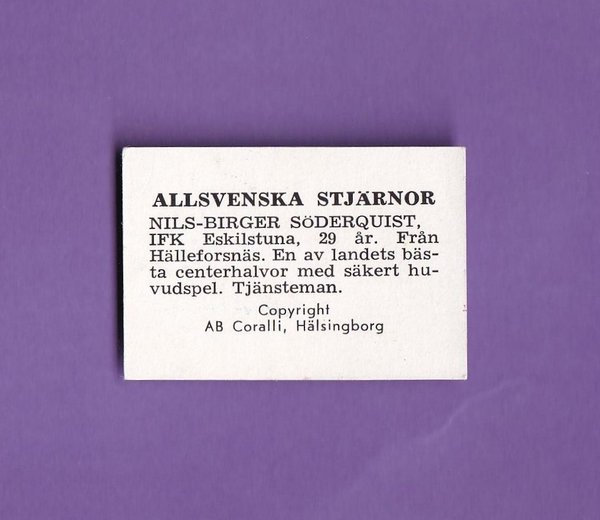 ALLSVENSKA STJÄRNOR
NILS-BIRGER SÖDERQUIST,
IFK Eskilstuna, 29 år. Från
Hälleforsnäs. En av landets bäs-
ta centerhalvor med säkert hu-
vudspel. Tjänsteman.
Copyright
AB Coralli, Hälsingborg